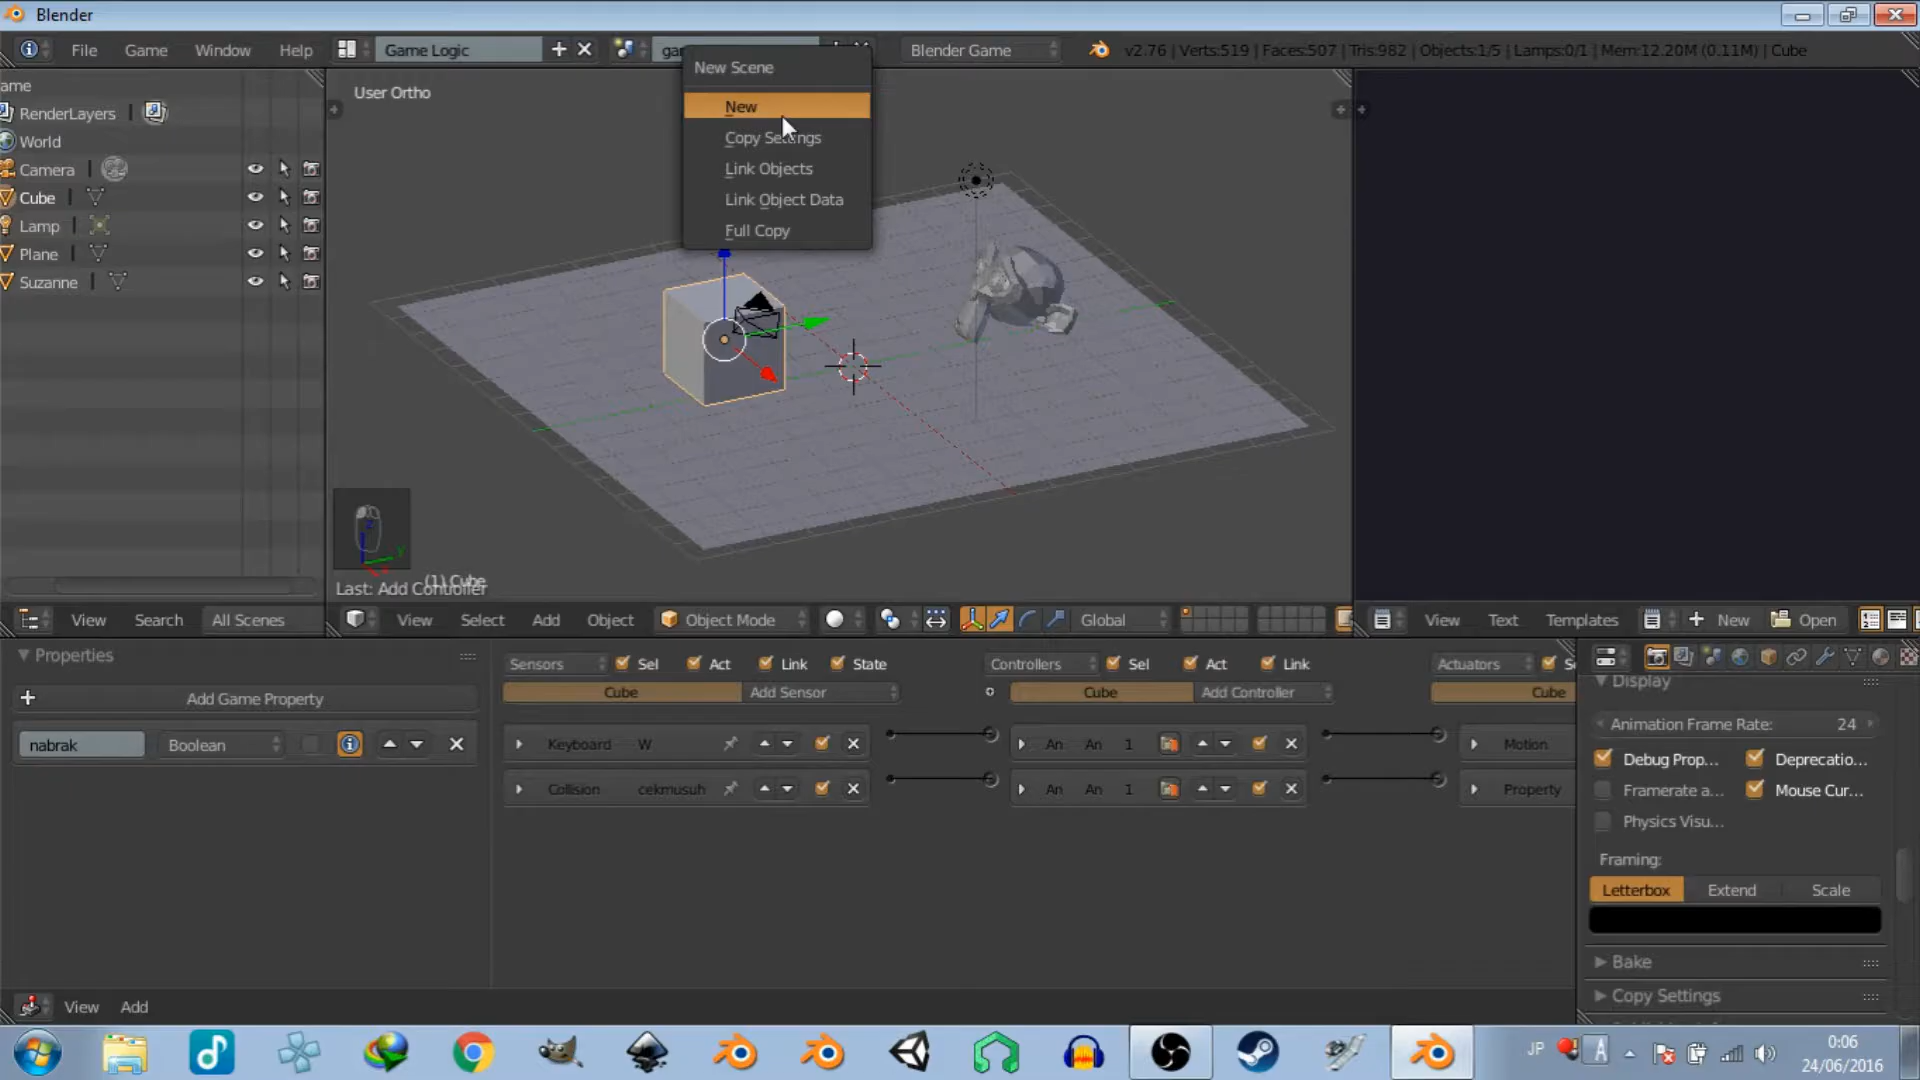 Blender
File Game Window Help Game Logic Blender Game v2.76 | Verts:519 | Faces:507 | Tris:982 | Objects:1/5 | Lamps:0/1 | Mem:12.20M (0.11M) | Cube
New Scene
New
Copy Settings
Link Objects
Link Object Data
Full Copy
ame
RenderLayers
World
Camera
Cube
Lamp
Plane
Suzanne
User Ortho
(1) Cube
Last: Add Controller
View Search All Scenes
View Select Add Object Object Mode Global
View Text Templates New Open
Properties
Add Game Property
nabrak Boolean
Sensors Sel Act Link State
Cube Add Sensor
Keyboard W
Collision cekmusuh
Controllers Sel Act Link
Cube Add Controller
An An 1
An An 1
Actuators S
Cube
Motion
Property
Display
Animation Frame Rate: 24
Debug Prop... Deprecatio...
Framerate a... Mouse Cur...
Physics Visu...
Framing:
Letterbox Extend Scale
Bake
Copy Settings
View Add
JP A
0:06
24/06/2016